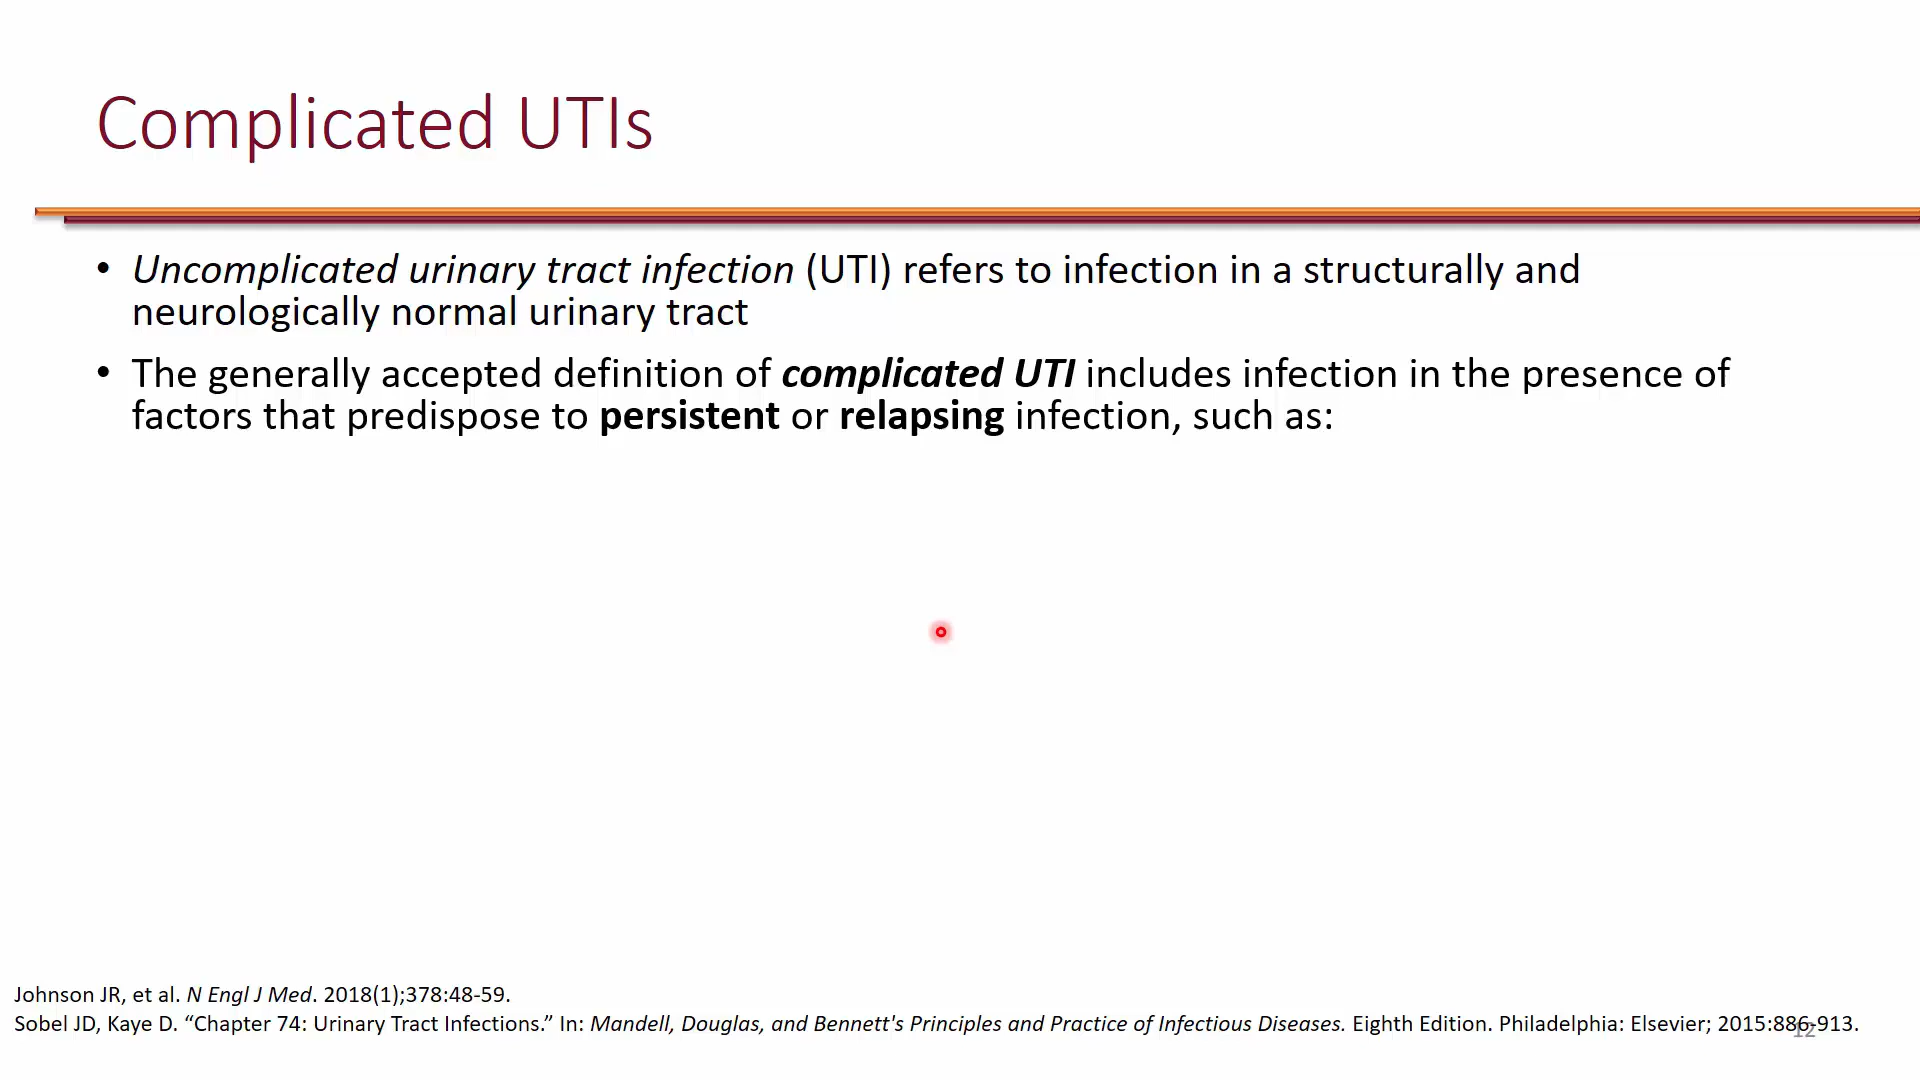 Complicated UTIs
• Uncomplicated urinary tract infection (UTI) refers to infection in a structurally and
neurologically normal urinary tract
• The generally accepted definition of complicated UTI includes infection in the presence of
factors that predispose to persistent or relapsing infection, such as:
Johnson JR, et al. N Engl J Med. 2018(1);378:48-59.
Sobel JD, Kaye D. “Chapter 74: Urinary Tract Infections.” In: Mandell, Douglas, and Bennett's Principles and Practice of Infectious Diseases. Eighth Edition. Philadelphia: Elsevier; 2015:886-913.
12